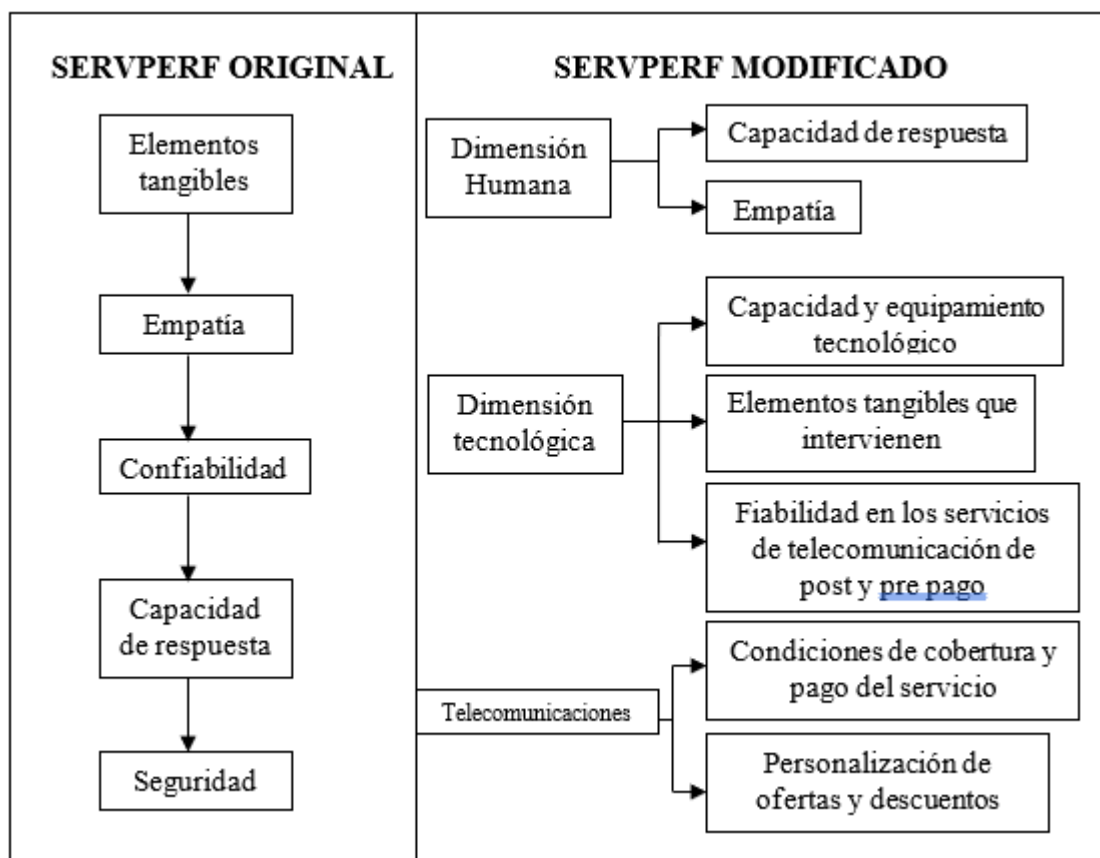 SERVPERF ORIGINAL
Elementos
tangibles
Empatía
Confiabilidad
Capacidad
de respuesta
Seguridad
SERVPERF MODIFICADO
Dimensión
Humana
Capacidad de respuesta
Empatía
Dimensión
tecnológica
Capacidad y equipamiento
tecnológico
Elementos tangibles que
intervienen
Fiabilidad en los servicios
de telecomunicación de
post y pre pago
Telecomunicaciones
Condiciones de cobertura y
pago del servicio
Personalización de
ofertas y descuentos